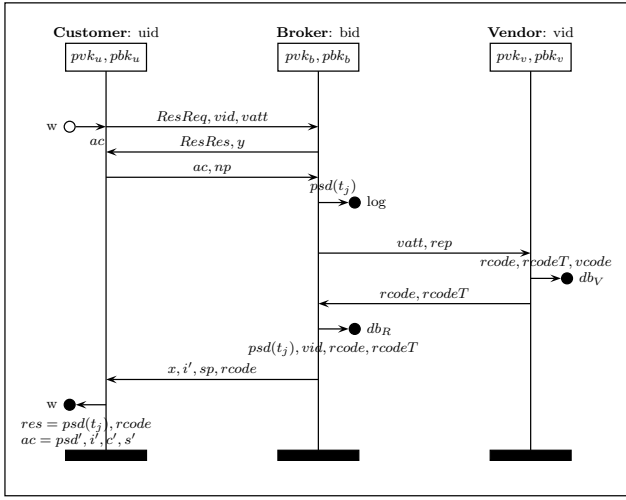 Customer: uid
Broker: bid
Vendor: vid
pvk_u, pbk_u
pvk_b, pbk_b
pvk_v, pbk_v
w
ResReq, vid, vatt
ac
ResRes, y
ac, np
psd(t_j)
log
vatt, rep
rcode, rcodeT, vcode
db_V
rcode, rcodeT
db_R
psd(t_j), vid, rcode, rcodeT
x, i′, sp, rcode
w
res = psd(t_j), rcode
ac = psd′, i′, c′, s′